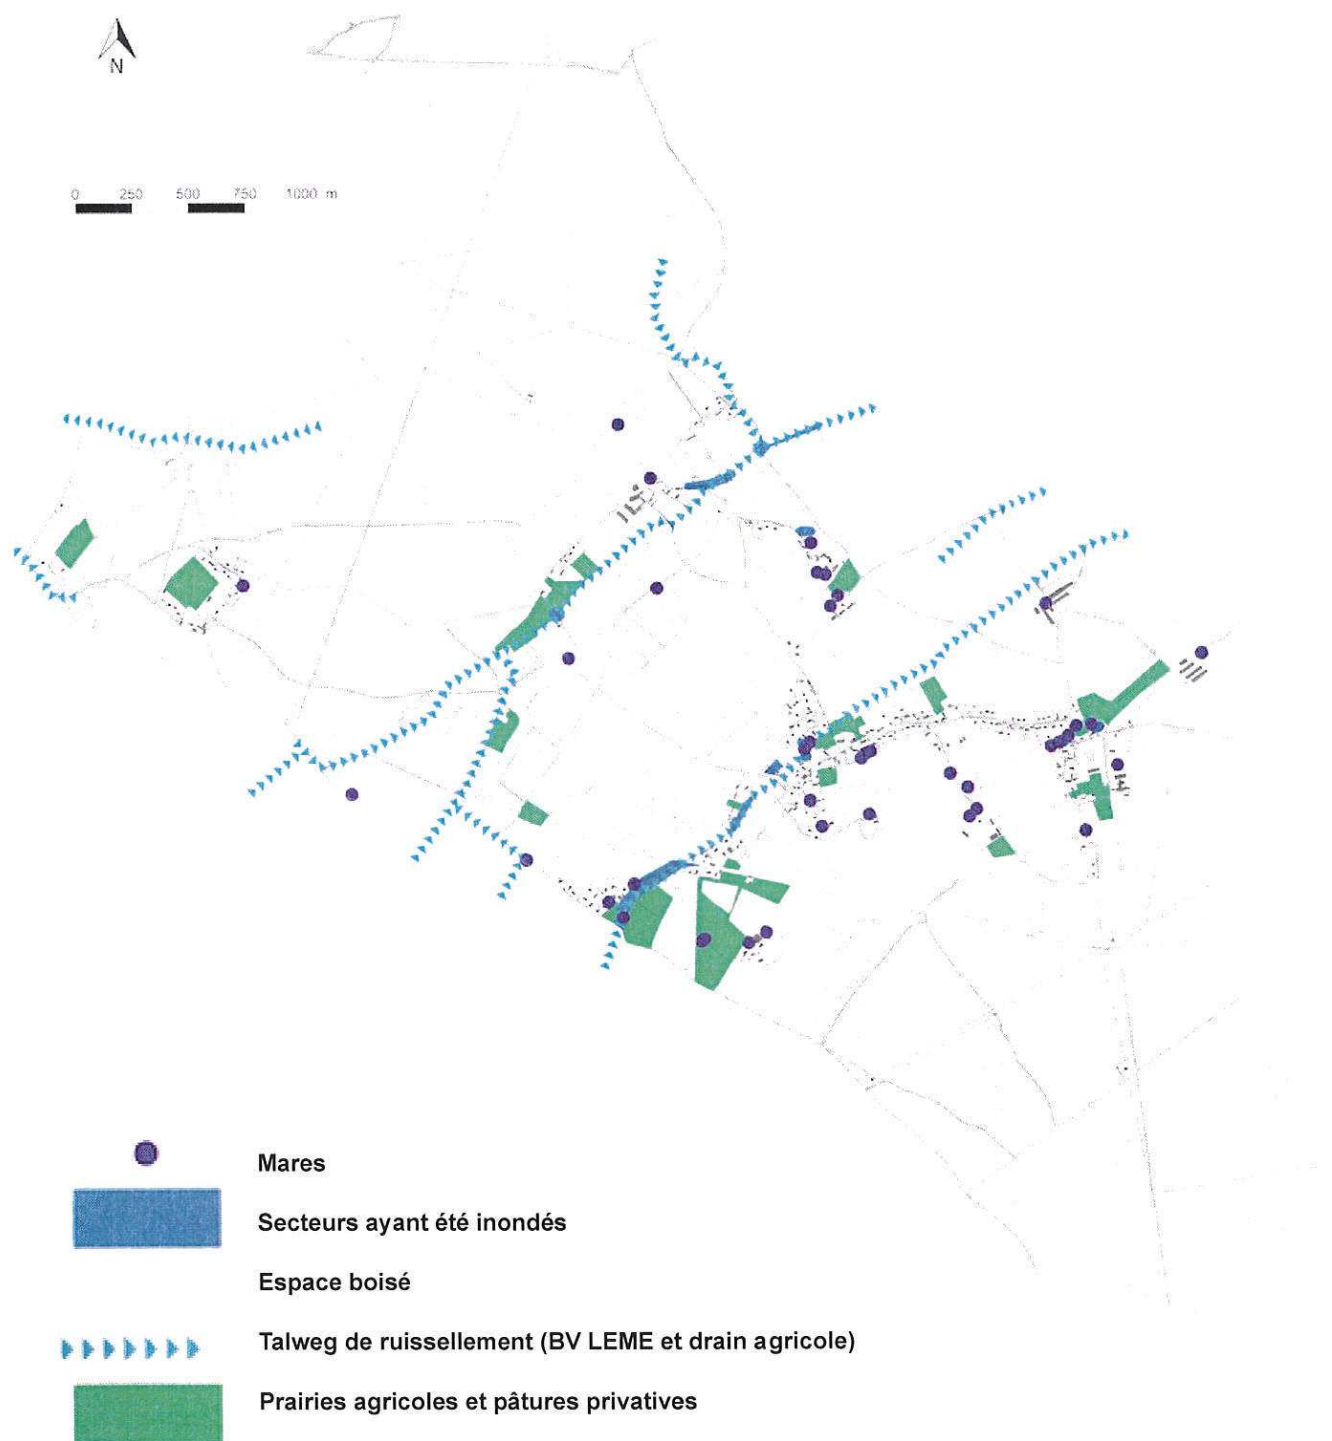 N
0 250 500 750 1000 m
Mares
Secteurs ayant été inondés
Espace boisé
Talweg de ruissellement (BV LEME et drain agricole)
Prairies agricoles et pâtures privatives